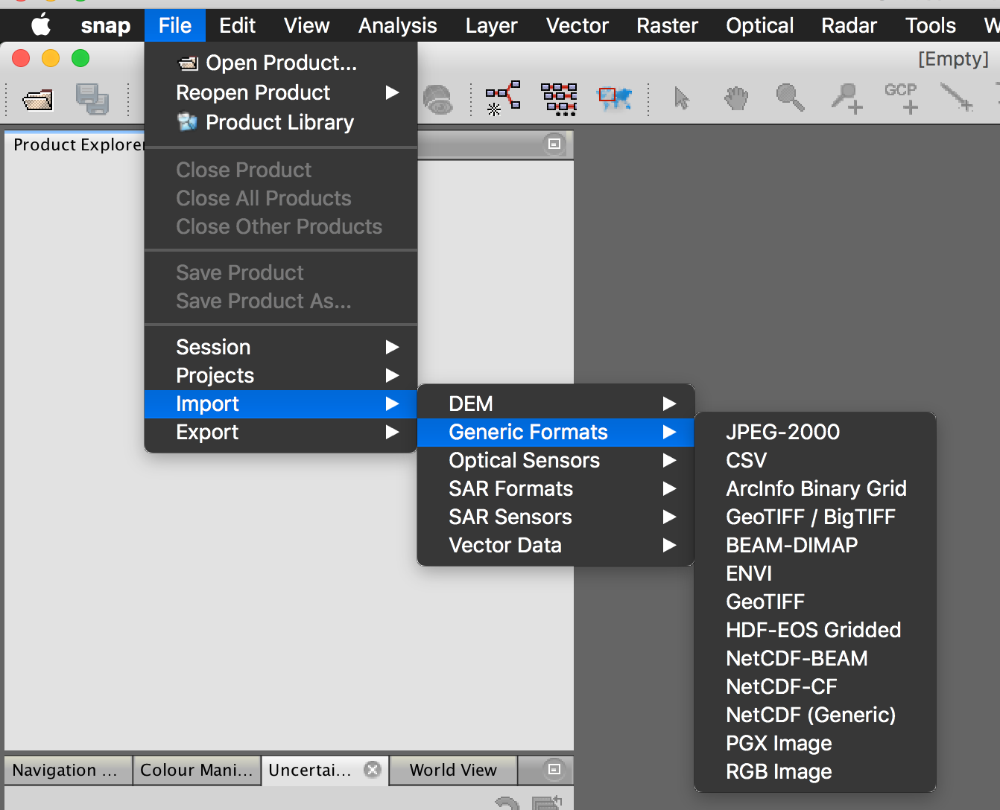 snap File Edit View Analysis Layer Vector Raster Optical Radar Tools W
[Empty]
Open Product...
Reopen Product
Product Library
GCP
Product Explorer
Close Product
Close All Products
Close Other Products
Save Product
Save Product As...
Session
Projects
Import
Export
DEM
Generic Formats
Optical Sensors
SAR Formats
SAR Sensors
Vector Data
JPEG-2000
CSV
ArcInfo Binary Grid
GeoTIFF / BigTIFF
BEAM-DIMAP
ENVI
GeoTIFF
HDF-EOS Gridded
NetCDF-BEAM
NetCDF-CF
NetCDF (Generic)
PGX Image
RGB Image
Navigation ... Colour Mani... Uncertai... World View